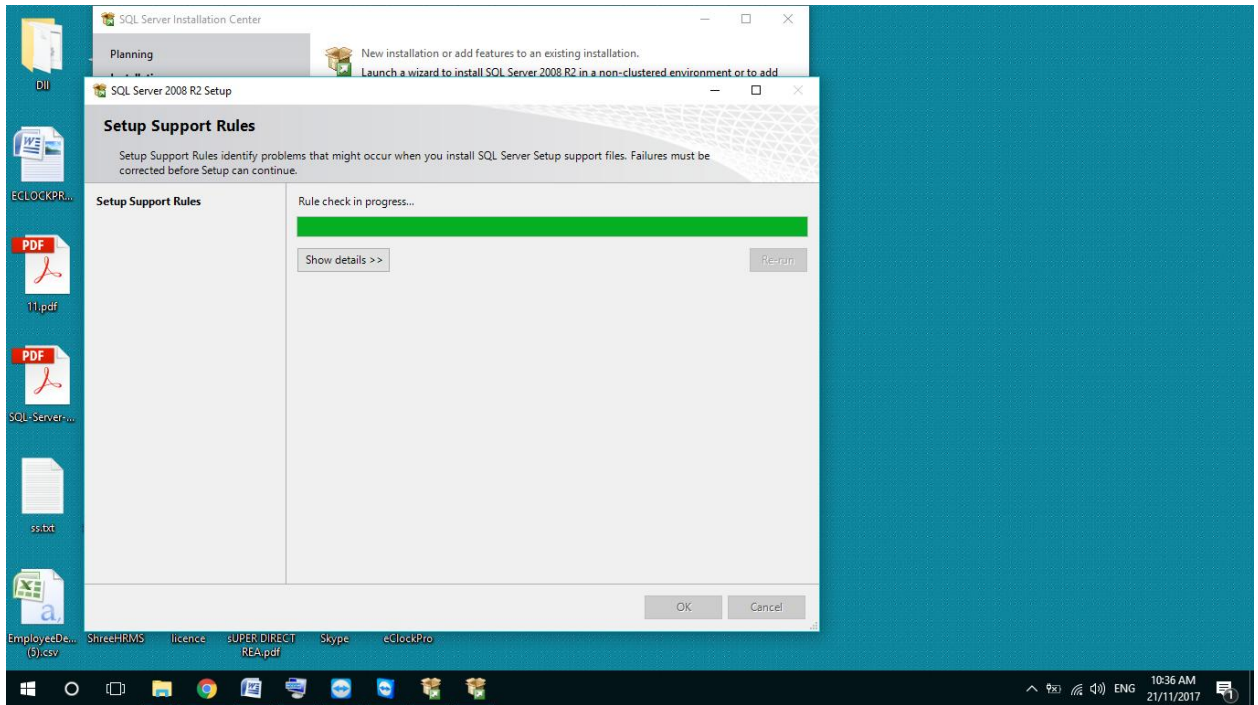 SQL Server Installation Center
Planning
New installation or add features to an existing installation.
Launch a wizard to install SQL Server 2008 R2 in a non-clustered environment or to add
SQL Server 2008 R2 Setup
Setup Support Rules
Setup Support Rules identify problems that might occur when you install SQL Server Setup support files. Failures must be
corrected before Setup can continue.
Setup Support Rules
Rule check in progress...
Show details >>
Re-run
OK
Cancel
Dll
ECLOCKPR...
PDF
11.pdf
PDF
SQL-Server-...
ss.txt
a,
EmployeeDe...
(5).csv
ShreeHRMS
licence
sUPER DIRECT
REA.pdf
Skype
eClockPro
ENG
10:36 AM
21/11/2017
1